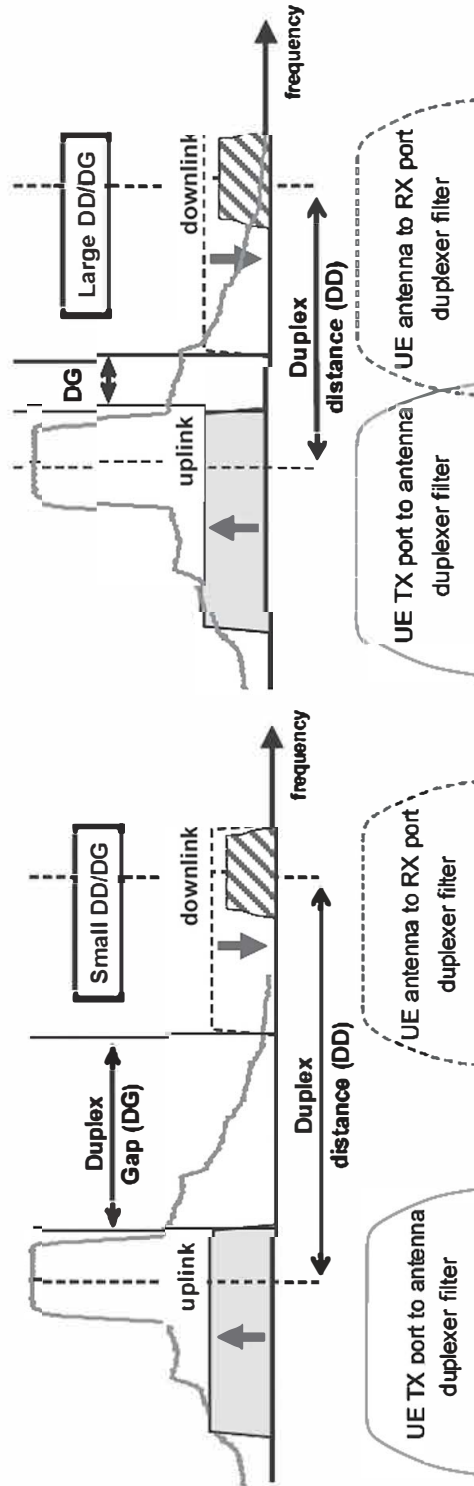 Small DD/DG
Duplex
Gap (DG)
uplink
downlink
frequency
Duplex
distance (DD)
UE TX port to antenna
duplexer filter
UE antenna to RX port
duplexer filter
Large DD/DG
DG
uplink
downlink
frequency
Duplex
distance (DD)
UE TX port to antenna
duplexer filter
UE antenna to RX port
duplexer filter